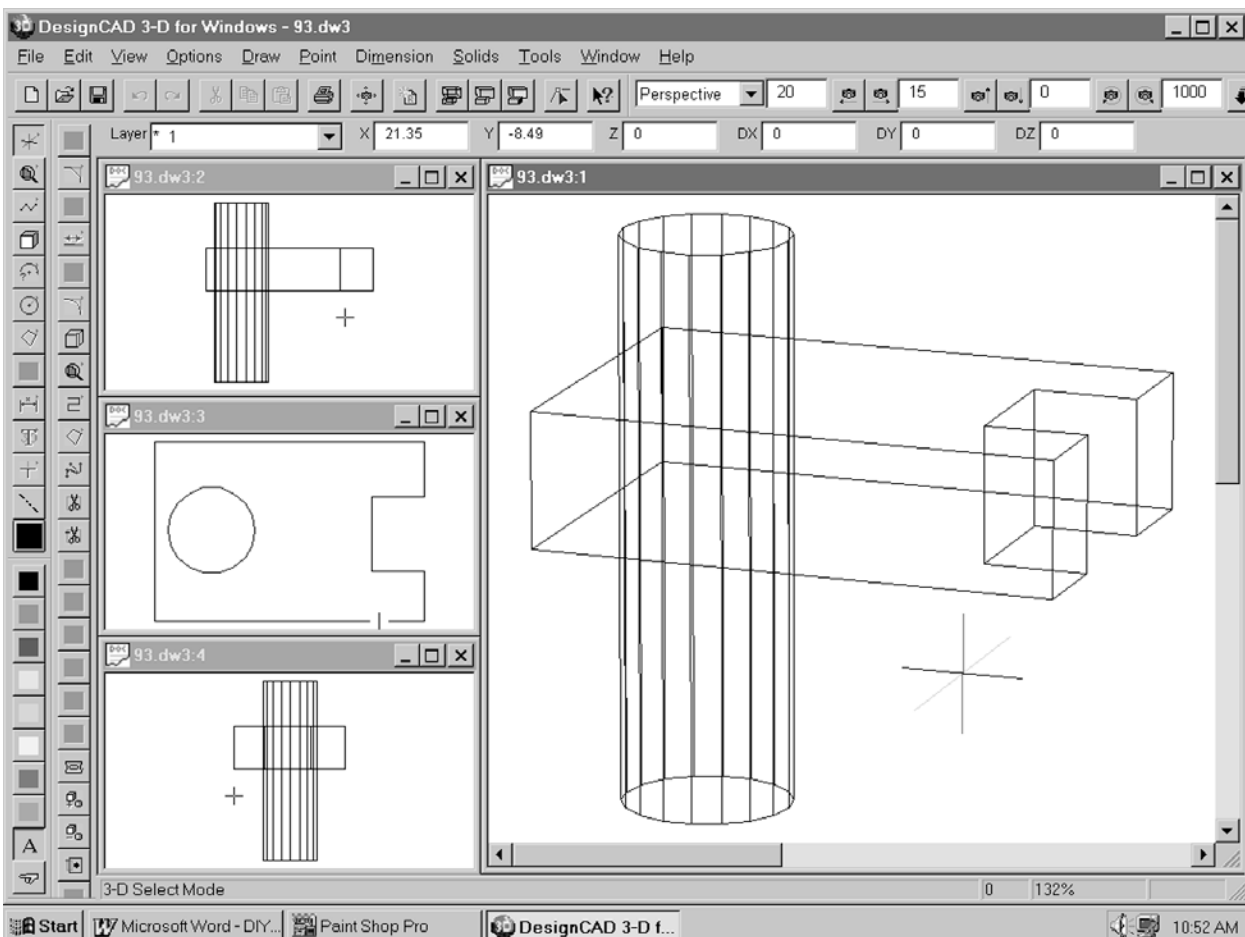 DesignCAD 3-D for Windows - 93.dw3
File Edit View Options Draw Point Dimension Solids Tools Window Help
Perspective 20 15 0 1000
Layer * 1 X 21.35 Y -8.49 Z 0 DX 0 DY 0 DZ 0
93.dw3:2
93.dw3:1
93.dw3:3
93.dw3:4
A
3-D Select Mode 0 132%
Start Microsoft Word - DIY... Paint Shop Pro DesignCAD 3-D f... 10:52 AM